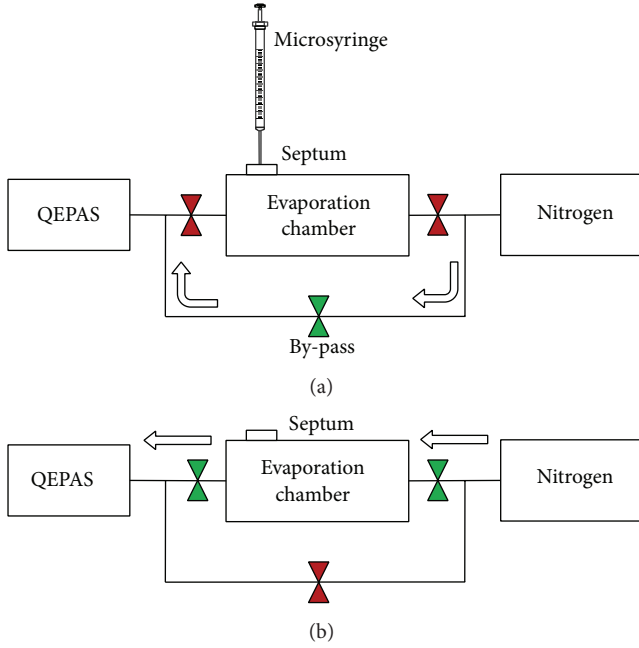 Microsyringe
Septum
QEPAS
Evaporation
chamber
Nitrogen
By-pass
(a)
Septum
QEPAS
Evaporation
chamber
Nitrogen
(b)